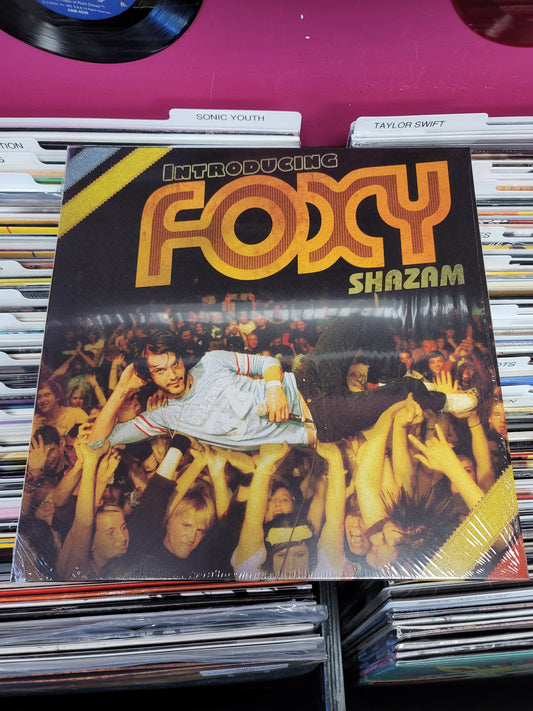 SONIC YOUTH
TAYLOR SWIFT
INTRODUCING
FOXY
SHAZAM